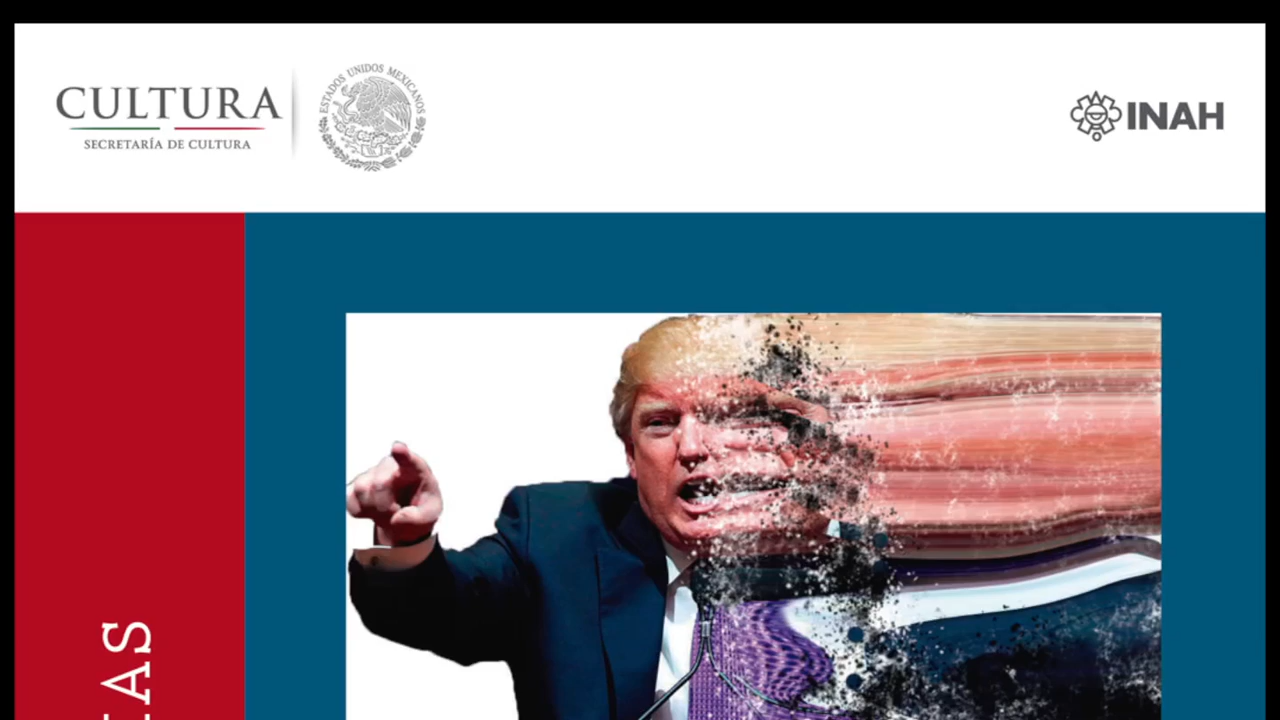 CULTURA
SECRETARÍA DE CULTURA
ESTADOS UNIDOS MEXICANOS
INAH